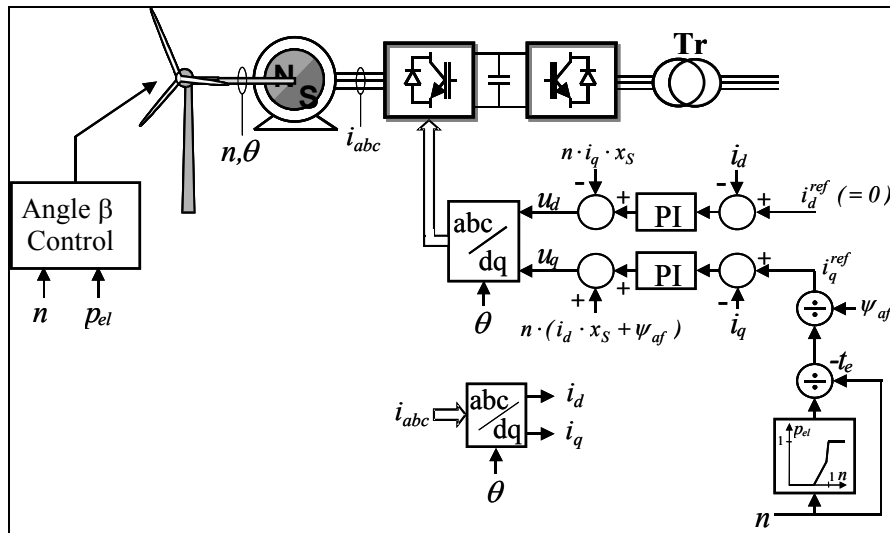 Tr
N
S
n,θ
i_abc
n · i_q · x_S
i_d
-
-
Angle β
Control
u_d
+
PI
+
i_d^ref (= 0)
abc
dq
u_q
+
PI
+
i_q^ref
+
-
n
p_el
θ
n · (i_d · x_S + ψ_af)
i_q
÷
ψ_af
-t_e
÷
i_abc
abc
dq
i_d
i_q
θ
p_el
1
1 n
n